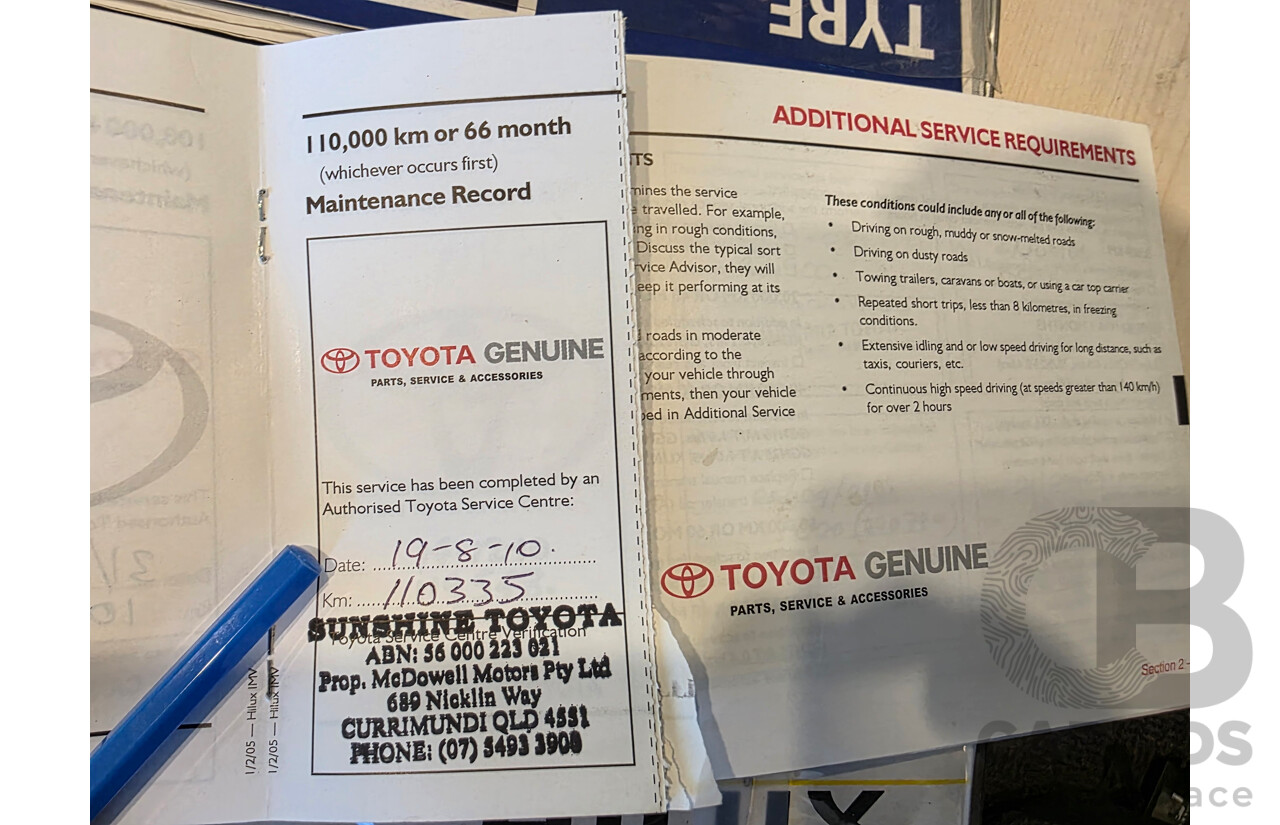 TYRE
110,000 km or 66 month
(whichever occurs first)
Maintenance Record
TOYOTA GENUINE
PARTS, SERVICE & ACCESSORIES
This service has been completed by an
Authorised Toyota Service Centre:
Date: 19-8-10.
Km: 110335
Toyota Service Centre Verification
SUNSHINE TOYOTA
ABN: 56 000 223 021
Prop. McDowell Motors Pty Ltd
689 Nicklin Way
CURRIMUNDI QLD 4551
PHONE: (07) 5493 3900
1/2/05 — Hilux IMV
1/2/05 — Hilux IMV
ADDITIONAL SERVICE REQUIREMENTS
TS
mines the service
travelled. For example,
ng in rough conditions,
Discuss the typical sort
rvice Advisor, they will
eep it performing at its
roads in moderate
according to the
your vehicle through
ments, then your vehicle
bed in Additional Service
These conditions could include any or all of the following:
• Driving on rough, muddy or snow-melted roads
• Driving on dusty roads
• Towing trailers, caravans or boats, or using a car top carrier
• Repeated short trips, less than 8 kilometres, in freezing
conditions.
• Extensive idling and or low speed driving for long distance, such as
taxis, couriers, etc.
• Continuous high speed driving (at speeds greater than 140 km/h)
for over 2 hours
TOYOTA GENUINE
PARTS, SERVICE & ACCESSORIES
Section 2 -